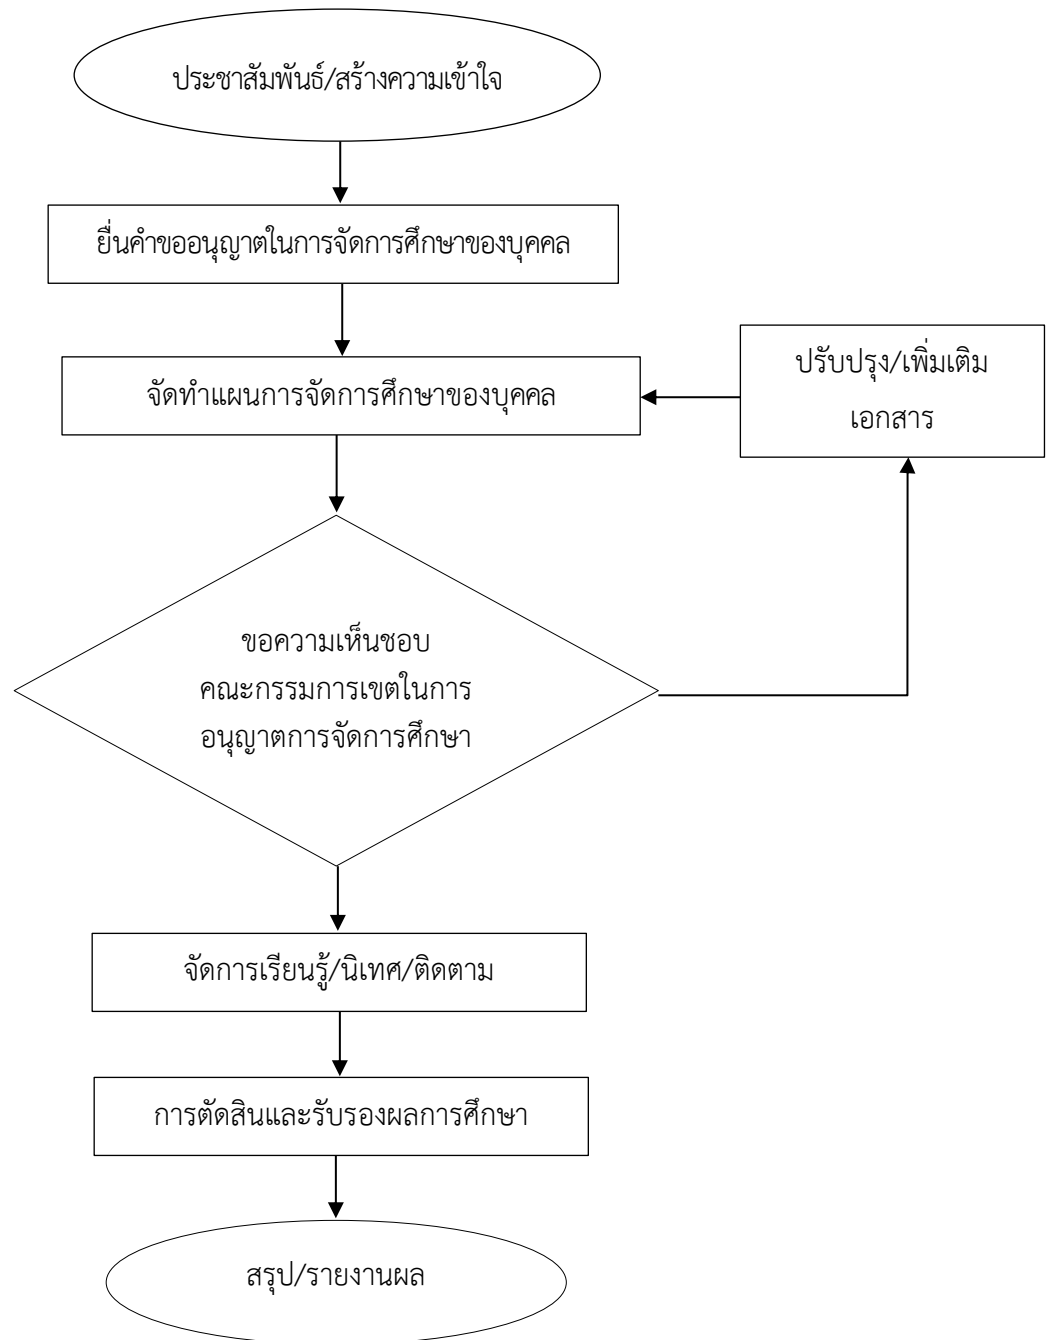 ประชาสัมพันธ์/สร้างความเข้าใจ
ยื่นคำขออนุญาตในการจัดการศึกษาของบุคคล
จัดทำแผนการจัดการศึกษาของบุคคล
ปรับปรุง/เพิ่มเติม
เอกสาร
ขอความเห็นชอบ
คณะกรรมการเขตในการ
อนุญาตการจัดการศึกษา
จัดการเรียนรู้/นิเทศ/ติดตาม
การตัดสินและรับรองผลการศึกษา
สรุป/รายงานผล